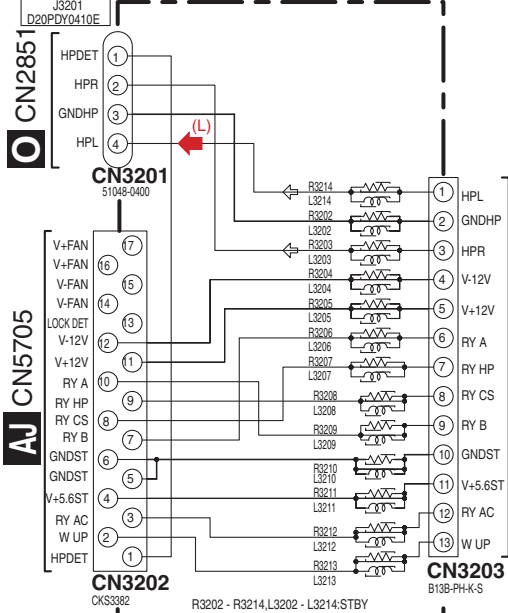 J3201
D20PDY0410E
O CN2851
HPDET 1
HPR 2
GNDHP 3
HPL 4
(L)
CN3201
51048-0400
AJ CN5705
V+FAN 17
V+FAN 16
V-FAN 15
V-FAN 14
LOCK DET 13
V-12V 12
V+12V 11
RY A 10
RY HP 9
RY CS 8
RY B 7
GNDST 6
GNDST 5
V+5.6ST 4
RY AC 3
W UP 2
HPDET 1
CN3202
CKS3382
R3214
L3214
R3202
L3202
R3203
L3203
R3204
L3204
R3205
L3205
R3206
L3206
R3207
L3207
R3208
L3208
R3209
L3209
R3210
L3210
R3211
L3211
R3212
L3212
R3213
L3213
1 HPL
2 GNDHP
3 HPR
4 V-12V
5 V+12V
6 RY A
7 RY HP
8 RY CS
9 RY B
10 GNDST
11 V+5.6ST
12 RY AC
13 W UP
CN3203
B13B-PH-K-S
R3202 - R3214,L3202 - L3214:STBY